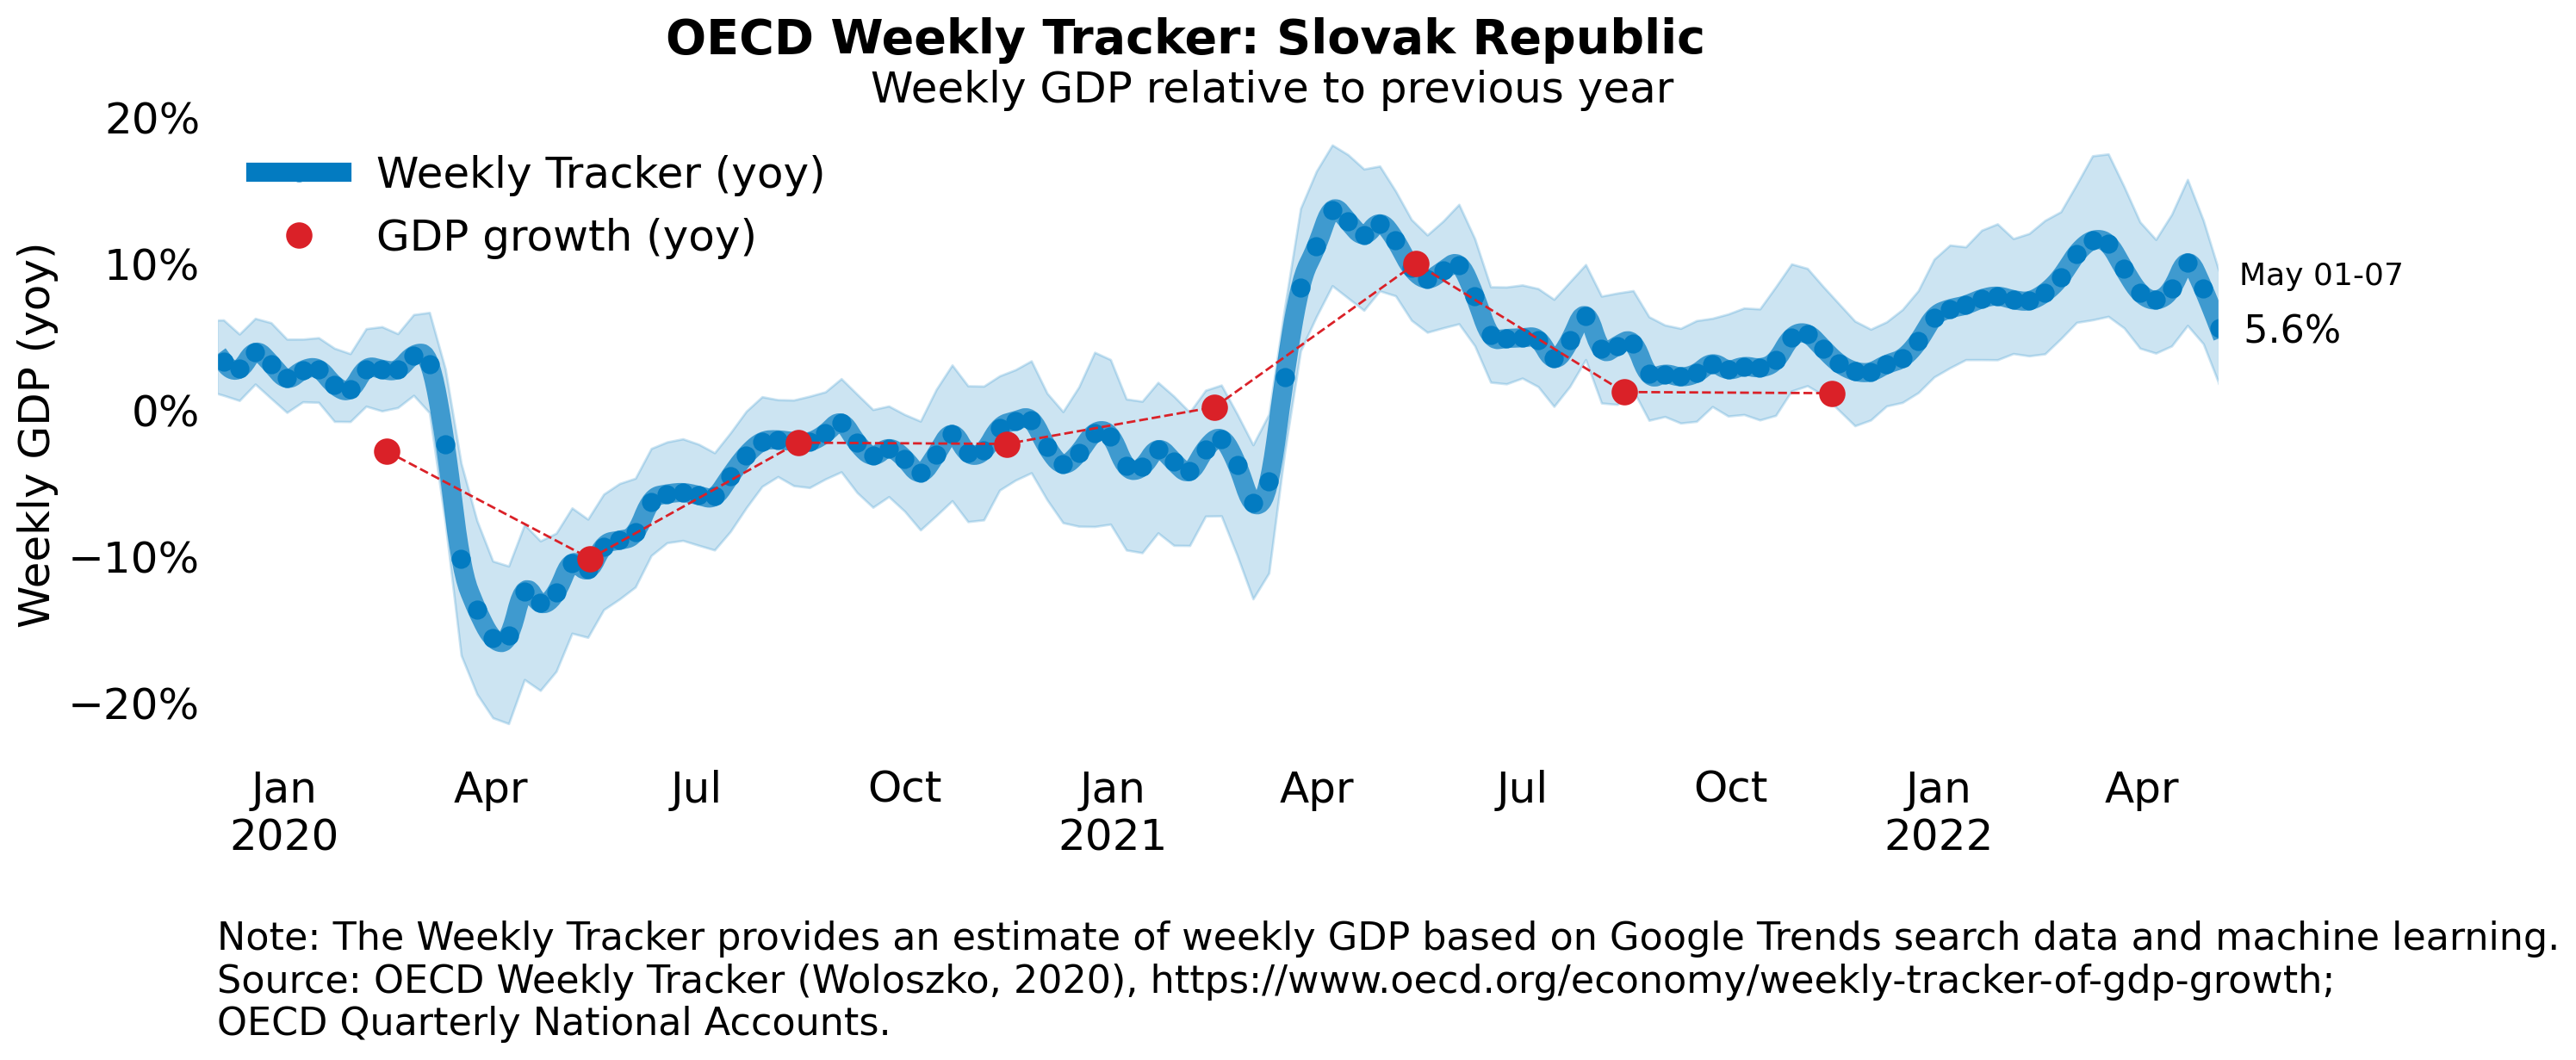 OECD Weekly Tracker: Slovak Republic
Weekly GDP relative to previous year
Weekly GDP (yoy)
20%
10%
0%
−10%
−20%
Weekly Tracker (yoy)
GDP growth (yoy)
May 01-07
5.6%
Jan Apr Jul Oct Jan Apr Jul Oct Jan Apr
2020 2021 2022
Note: The Weekly Tracker provides an estimate of weekly GDP based on Google Trends search data and machine learning.
Source: OECD Weekly Tracker (Woloszko, 2020), https://www.oecd.org/economy/weekly-tracker-of-gdp-growth;
OECD Quarterly National Accounts.